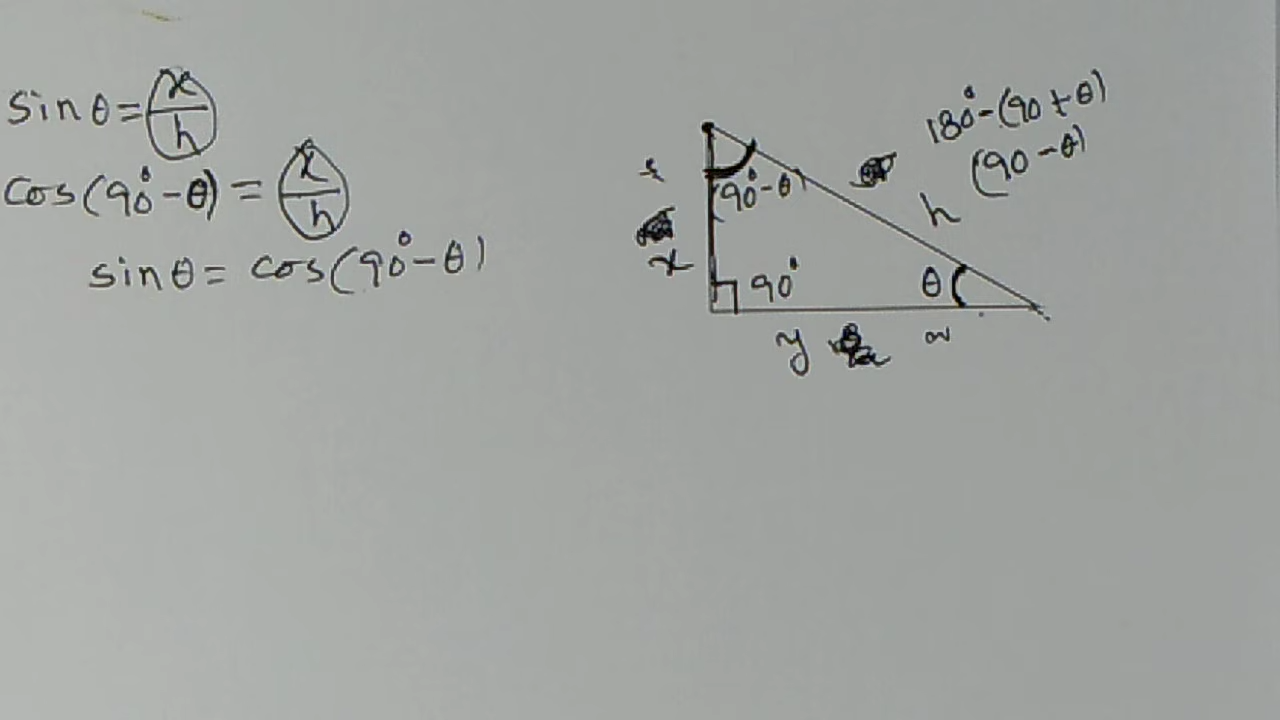 sin θ = x/h
cos(90° - θ) = x/h
sin θ = cos(90° - θ)
180° - (90 + θ)
(90 - θ)
90° - θ
h
x
90°
θ
y